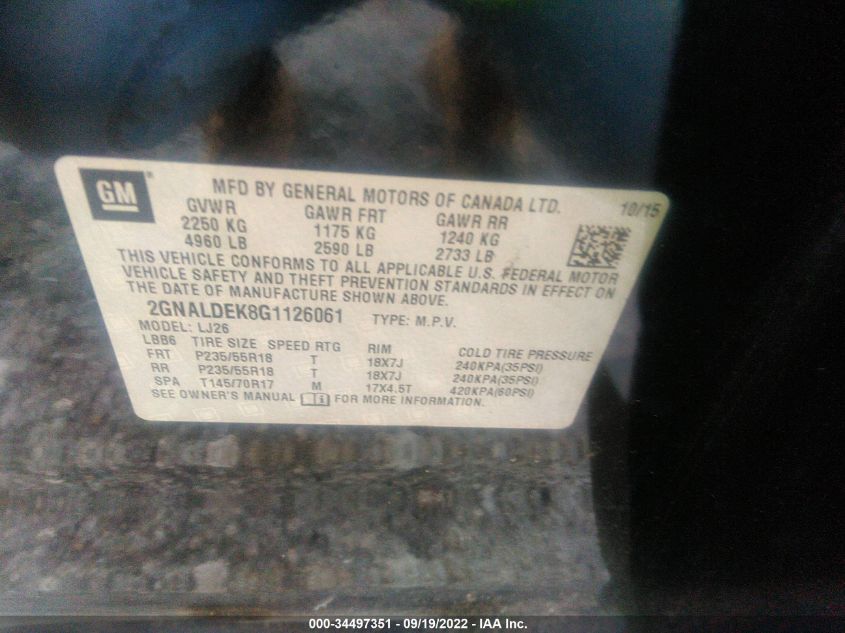 GM ® MFD BY GENERAL MOTORS OF CANADA LTD. 10/15
GVWR GAWR FRT GAWR RR
2250 KG 1175 KG 1240 KG
4960 LB 2590 LB 2733 LB
THIS VEHICLE CONFORMS TO ALL APPLICABLE U.S. FEDERAL MOTOR
VEHICLE SAFETY AND THEFT PREVENTION STANDARDS IN EFFECT ON
THE DATE OF MANUFACTURE SHOWN ABOVE.
2GNALDEK8G1126061 TYPE: M.P.V.
MODEL: LJ26
LBB6 TIRE SIZE SPEED RTG RIM COLD TIRE PRESSURE
FRT P235/55R18 T 18X7J 240KPA(35PSI)
RR P235/55R18 T 18X7J 240KPA(35PSI)
SPA T145/70R17 M 17X4.5T 420KPA(60PSI)
SEE OWNER'S MANUAL i FOR MORE INFORMATION.
000-34497351 - 09/19/2022 - IAA Inc.